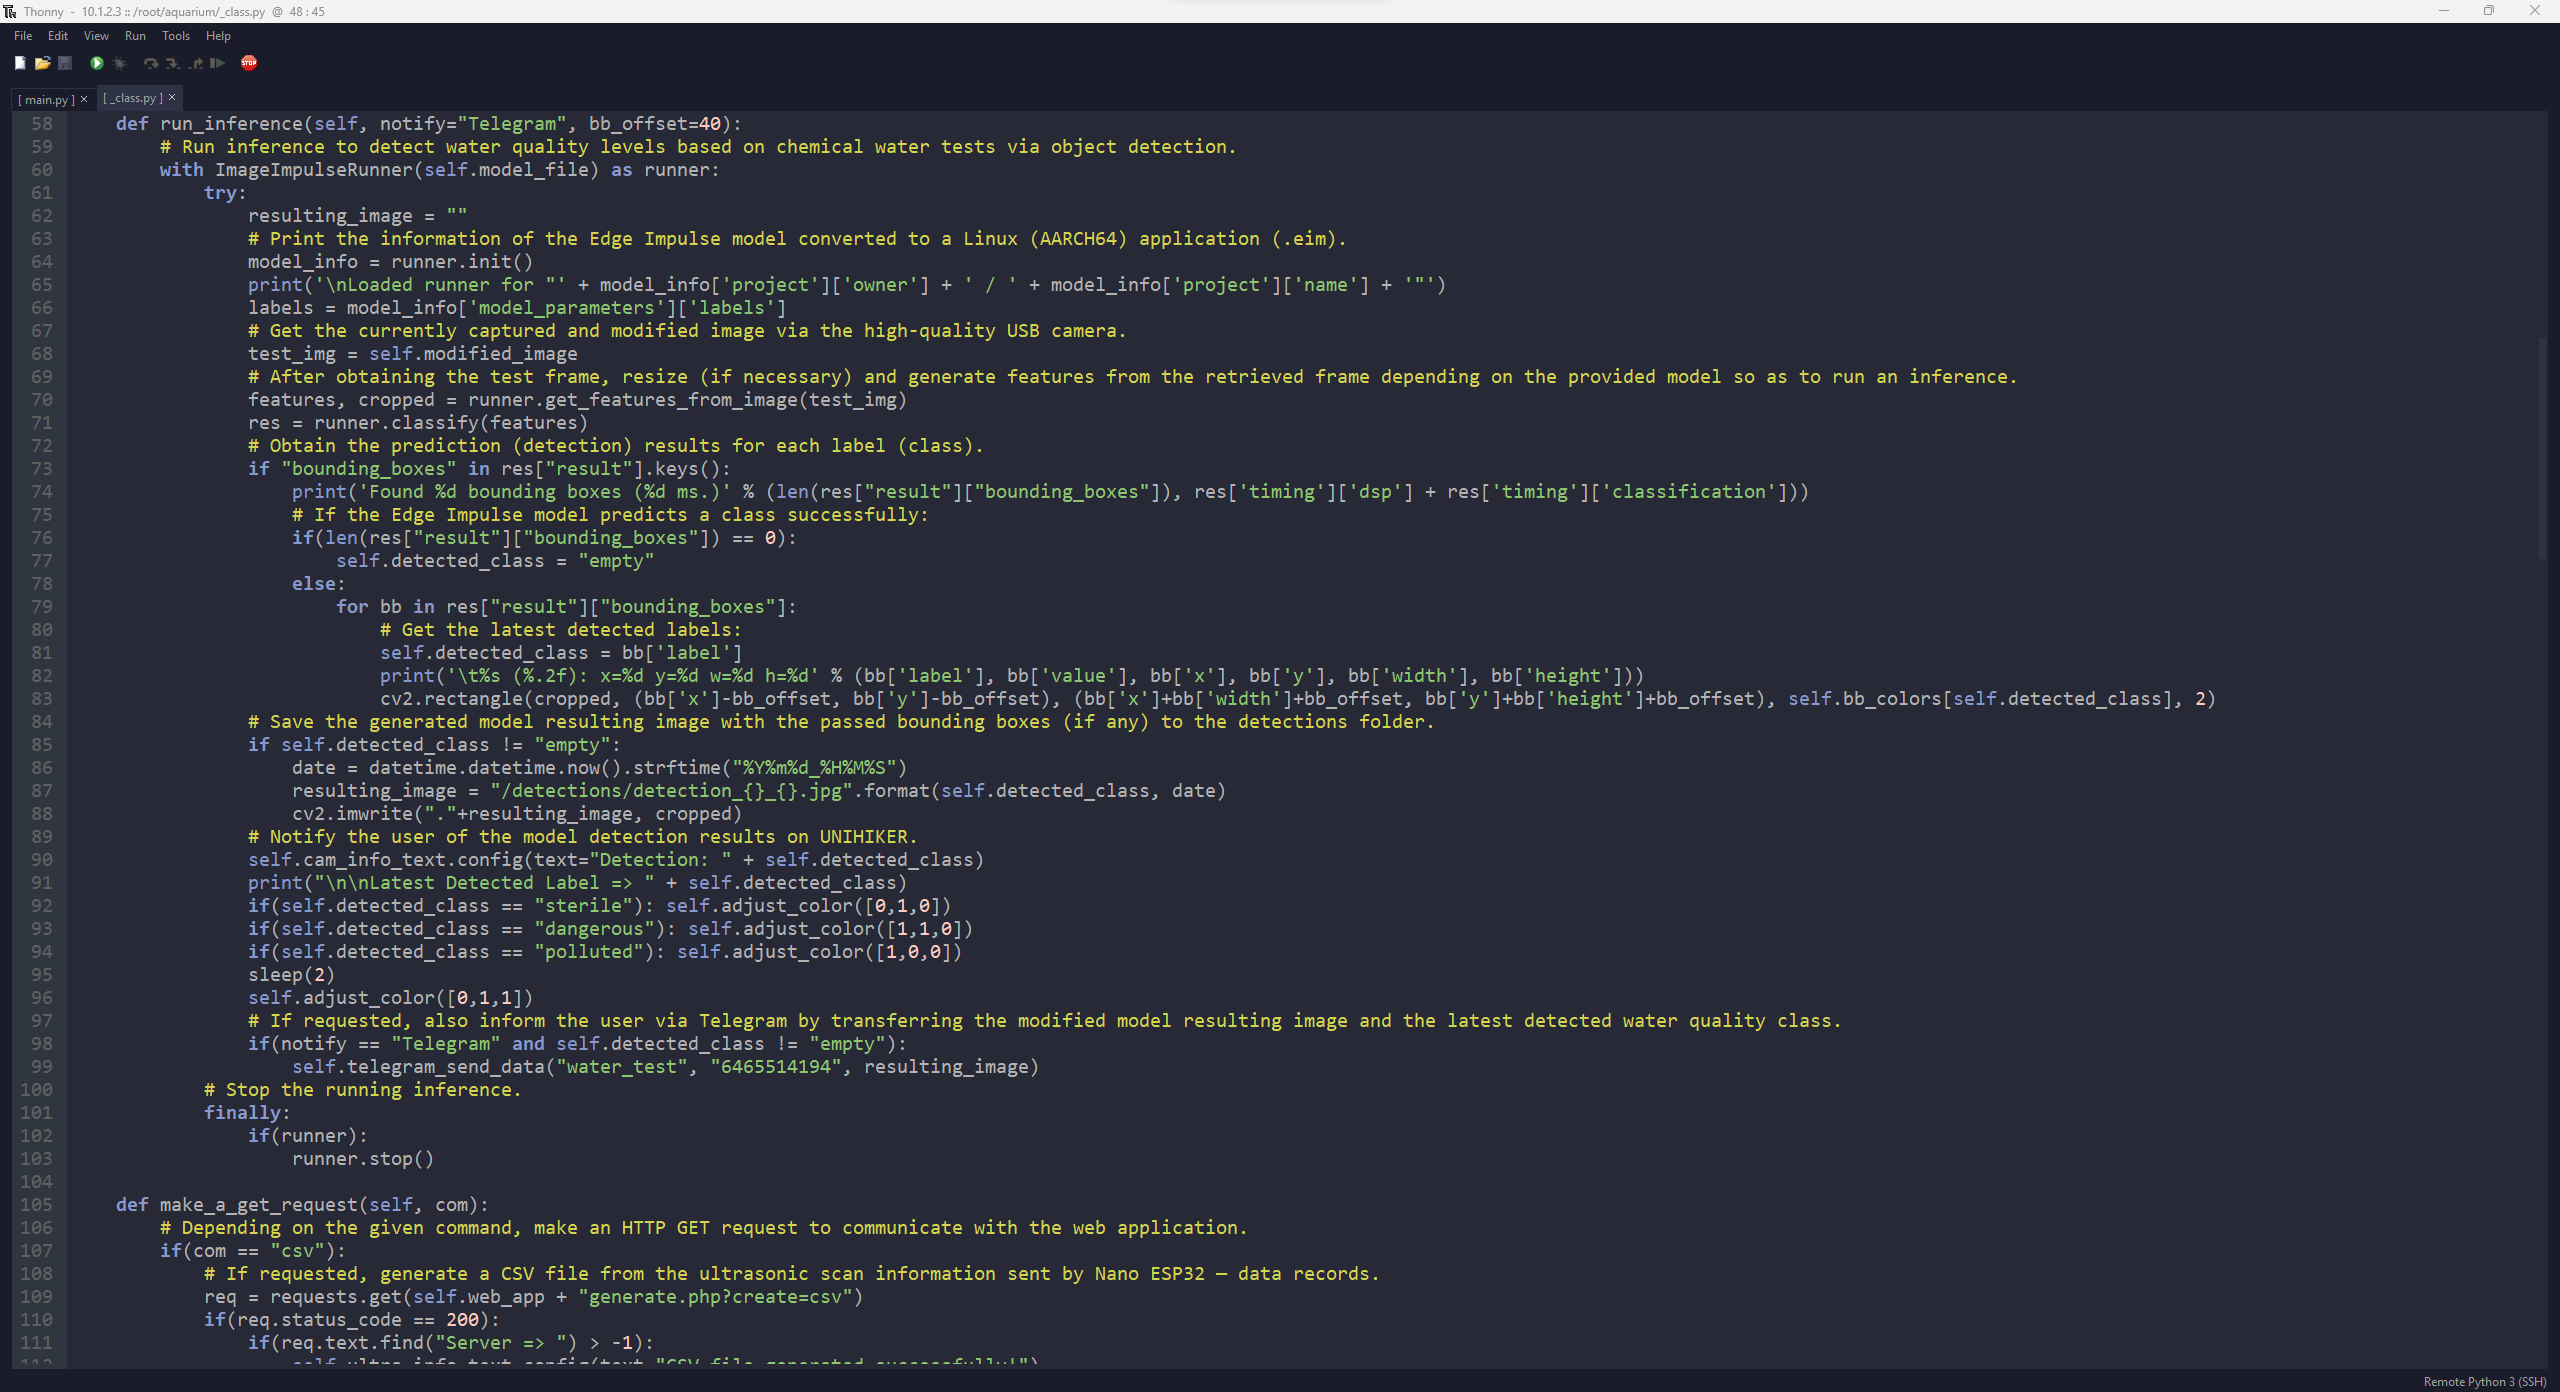 Thonny - 10.1.2.3 :: /root/aquarium/_class.py @ 48 : 45
File Edit View Run Tools Help
STOP
[ main.py ] × [ _class.py ] ×
58     def run_inference(self, notify="Telegram", bb_offset=40):
59         # Run inference to detect water quality levels based on chemical water tests via object detection.
60         with ImageImpulseRunner(self.model_file) as runner:
61             try:
62                 resulting_image = ""
63                 # Print the information of the Edge Impulse model converted to a Linux (AARCH64) application (.eim).
64                 model_info = runner.init()
65                 print('\nLoaded runner for "' + model_info['project']['owner'] + ' / ' + model_info['project']['name'] + '"')
66                 labels = model_info['model_parameters']['labels']
67                 # Get the currently captured and modified image via the high-quality USB camera.
68                 test_img = self.modified_image
69                 # After obtaining the test frame, resize (if necessary) and generate features from the retrieved frame depending on the provided model so as to run an inference.
70                 features, cropped = runner.get_features_from_image(test_img)
71                 res = runner.classify(features)
72                 # Obtain the prediction (detection) results for each label (class).
73                 if "bounding_boxes" in res["result"].keys():
74                     print('Found %d bounding boxes (%d ms.)' % (len(res["result"]["bounding_boxes"]), res['timing']['dsp'] + res['timing']['classification']))
75                     # If the Edge Impulse model predicts a class successfully:
76                     if(len(res["result"]["bounding_boxes"]) == 0):
77                         self.detected_class = "empty"
78                     else:
79                         for bb in res["result"]["bounding_boxes"]:
80                             # Get the latest detected labels:
81                             self.detected_class = bb['label']
82                             print('\t%s (%.2f): x=%d y=%d w=%d h=%d' % (bb['label'], bb['value'], bb['x'], bb['y'], bb['width'], bb['height']))
83                             cv2.rectangle(cropped, (bb['x']-bb_offset, bb['y']-bb_offset), (bb['x']+bb['width']+bb_offset, bb['y']+bb['height']+bb_offset), self.bb_colors[self.detected_class], 2)
84                 # Save the generated model resulting image with the passed bounding boxes (if any) to the detections folder.
85                 if self.detected_class != "empty":
86                     date = datetime.datetime.now().strftime("%Y%m%d_%H%M%S")
87                     resulting_image = "/detections/detection_{}_{}.jpg".format(self.detected_class, date)
88                     cv2.imwrite("."+resulting_image, cropped)
89                 # Notify the user of the model detection results on UNIHIKER.
90                 self.cam_info_text.config(text="Detection: " + self.detected_class)
91                 print("\n\nLatest Detected Label => " + self.detected_class)
92                 if(self.detected_class == "sterile"): self.adjust_color([0,1,0])
93                 if(self.detected_class == "dangerous"): self.adjust_color([1,1,0])
94                 if(self.detected_class == "polluted"): self.adjust_color([1,0,0])
95                 sleep(2)
96                 self.adjust_color([0,1,1])
97                 # If requested, also inform the user via Telegram by transferring the modified model resulting image and the latest detected water quality class.
98                 if(notify == "Telegram" and self.detected_class != "empty"):
99                     self.telegram_send_data("water_test", "6465514194", resulting_image)
100             # Stop the running inference.
101             finally:
102                 if(runner):
103                     runner.stop()
104
105     def make_a_get_request(self, com):
106         # Depending on the given command, make an HTTP GET request to communicate with the web application.
107         if(com == "csv"):
108             # If requested, generate a CSV file from the ultrasonic scan information sent by Nano ESP32 — data records.
109             req = requests.get(self.web_app + "generate.php?create=csv")
110             if(req.status_code == 200):
111                 if(req.text.find("Server => ") > -1):
Remote Python 3 (SSH)